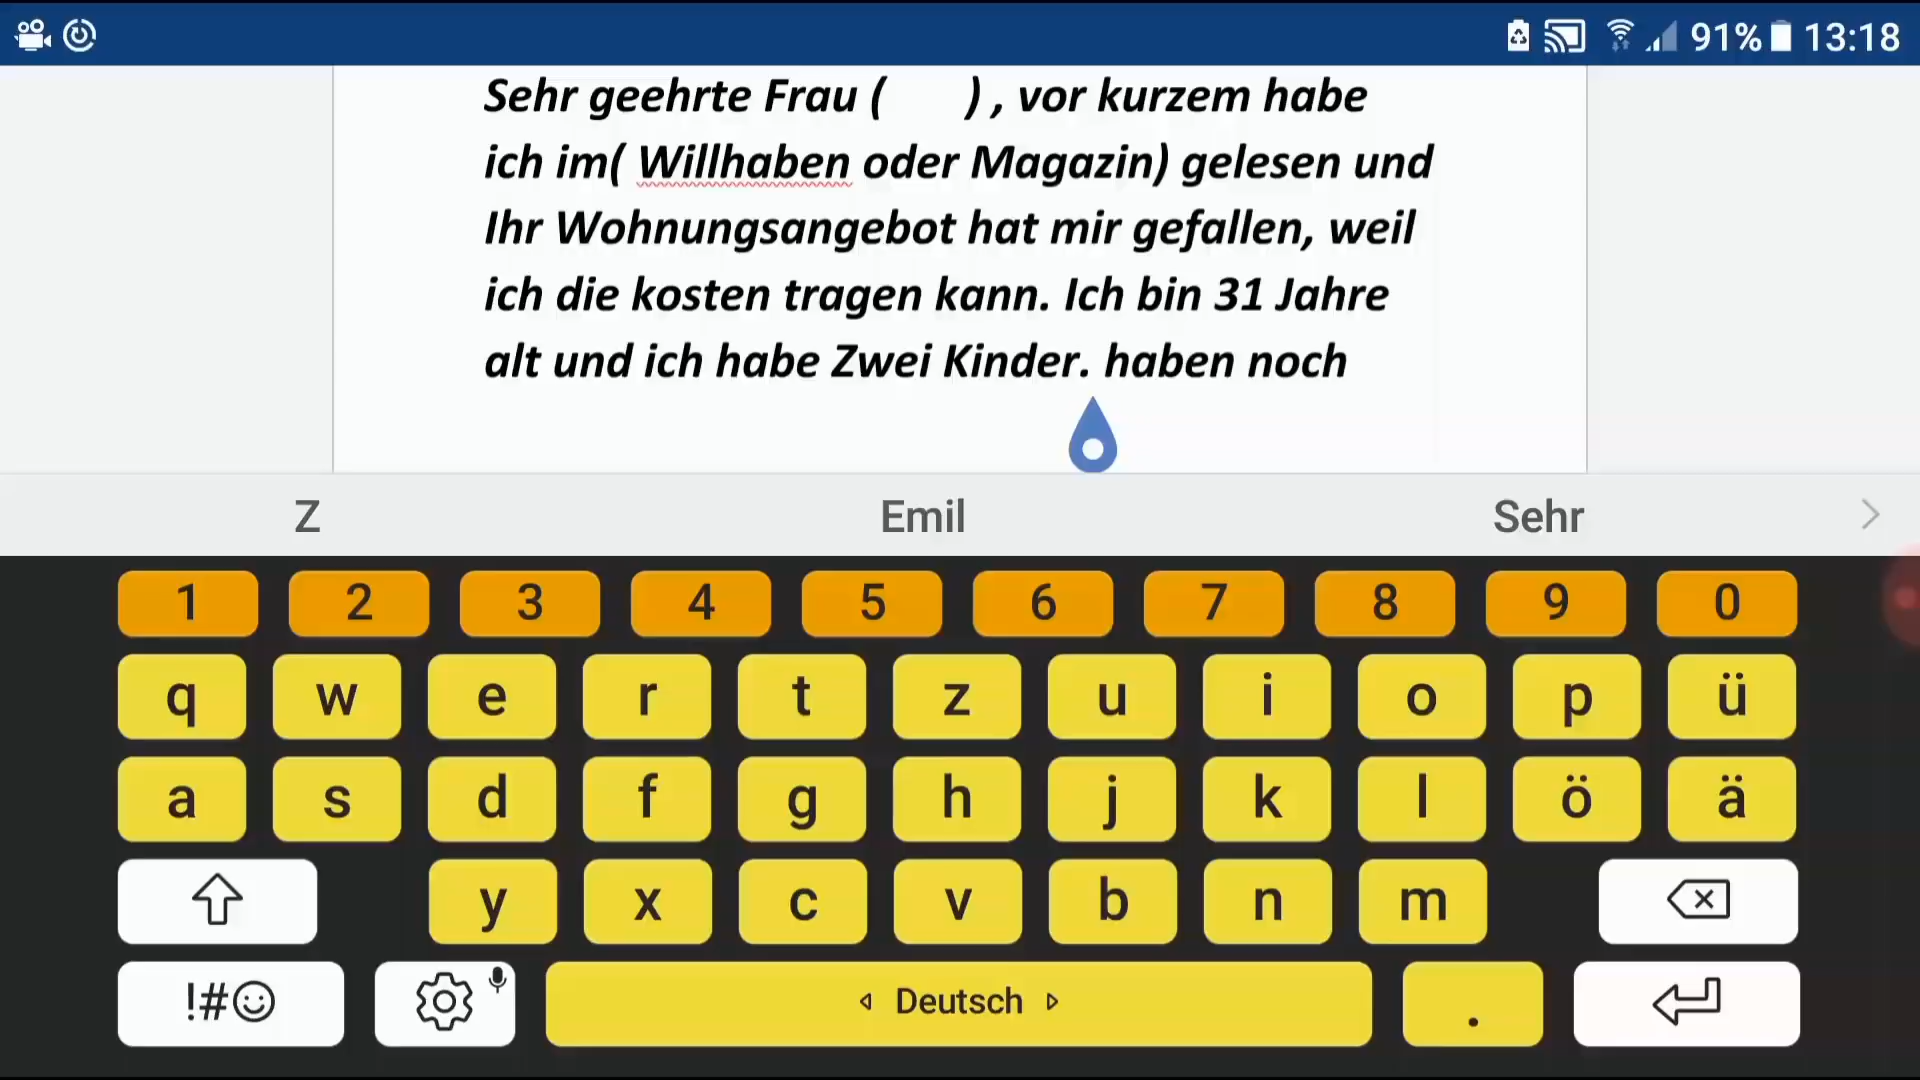 91% 13:18
Sehr geehrte Frau (      ) , vor kurzem habe
ich im( Willhaben oder Magazin) gelesen und
Ihr Wohnungsangebot hat mir gefallen, weil
ich die kosten tragen kann. Ich bin 31 Jahre
alt und ich habe Zwei Kinder. haben noch
Z Emil Sehr
1 2 3 4 5 6 7 8 9 0
q w e r t z u i o p ü
a s d f g h j k l ö ä
y x c v b n m
!#☺ Deutsch .